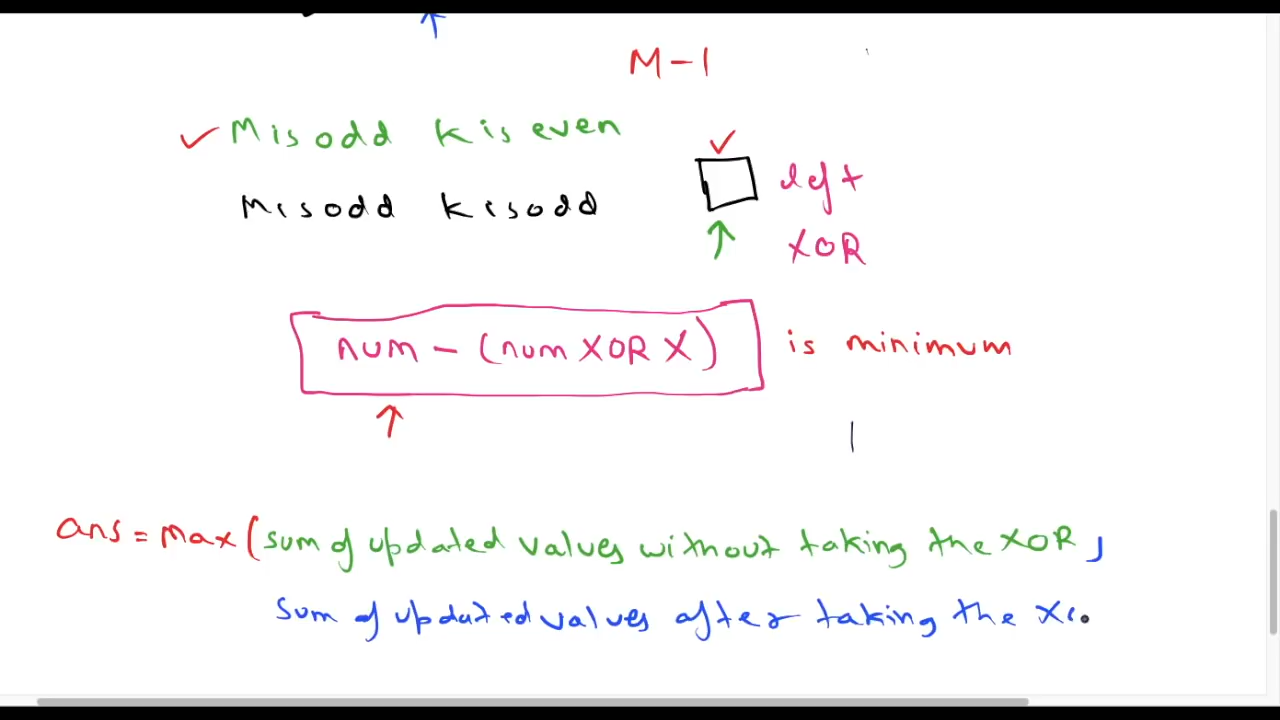 M-1
M is odd k is even
M is odd k is odd
left
XOR
num - (num XOR X) is minimum
ans = max (sum of updated values without taking the XOR,
sum of updated values after taking the XO